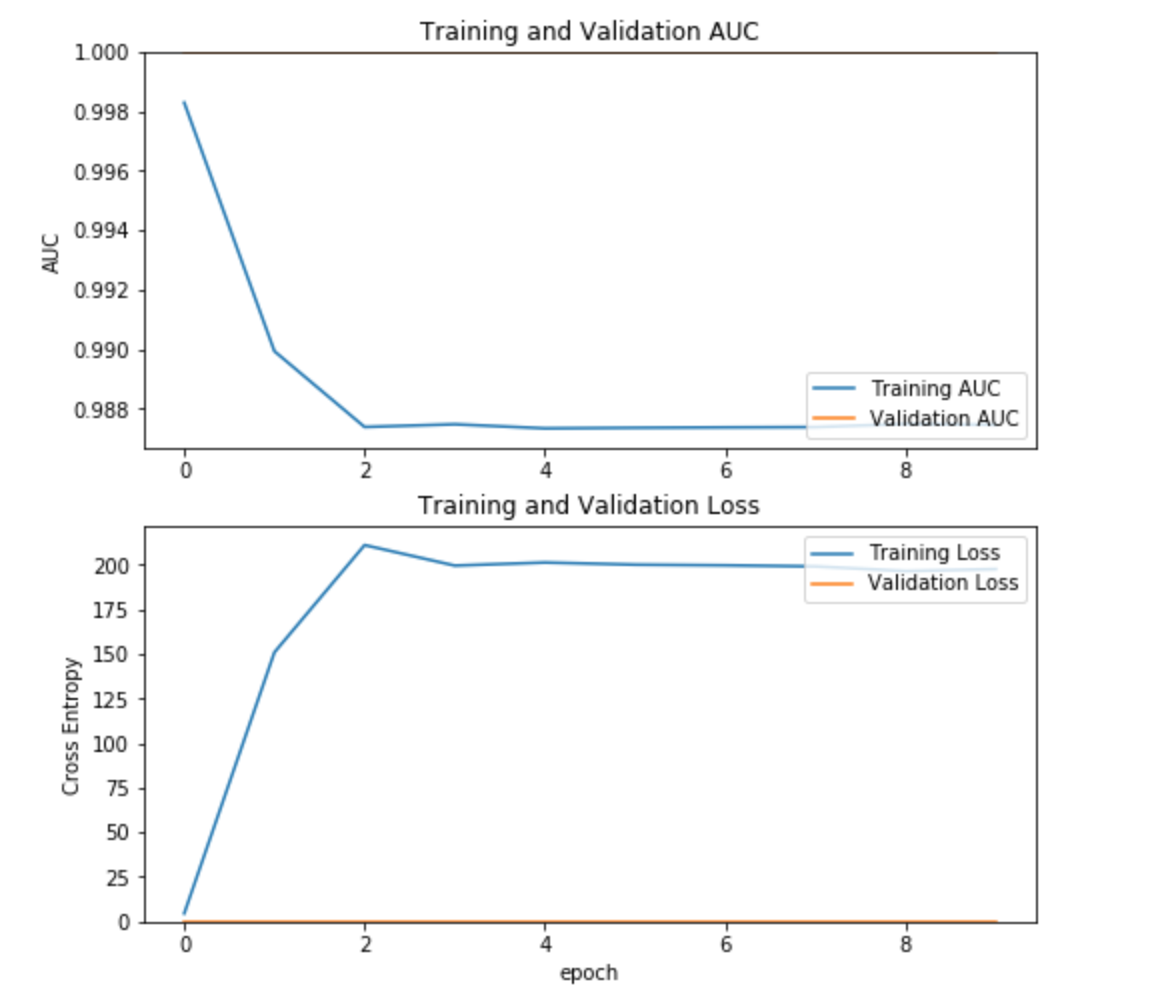 Training and Validation AUC
1.000
0.998
0.996
0.994
0.992
0.990
0.988
AUC
Training AUC
Validation AUC
0 2 4 6 8
Training and Validation Loss
200
175
150
125
100
75
50
25
0
Cross Entropy
Training Loss
Validation Loss
0 2 4 6 8
epoch